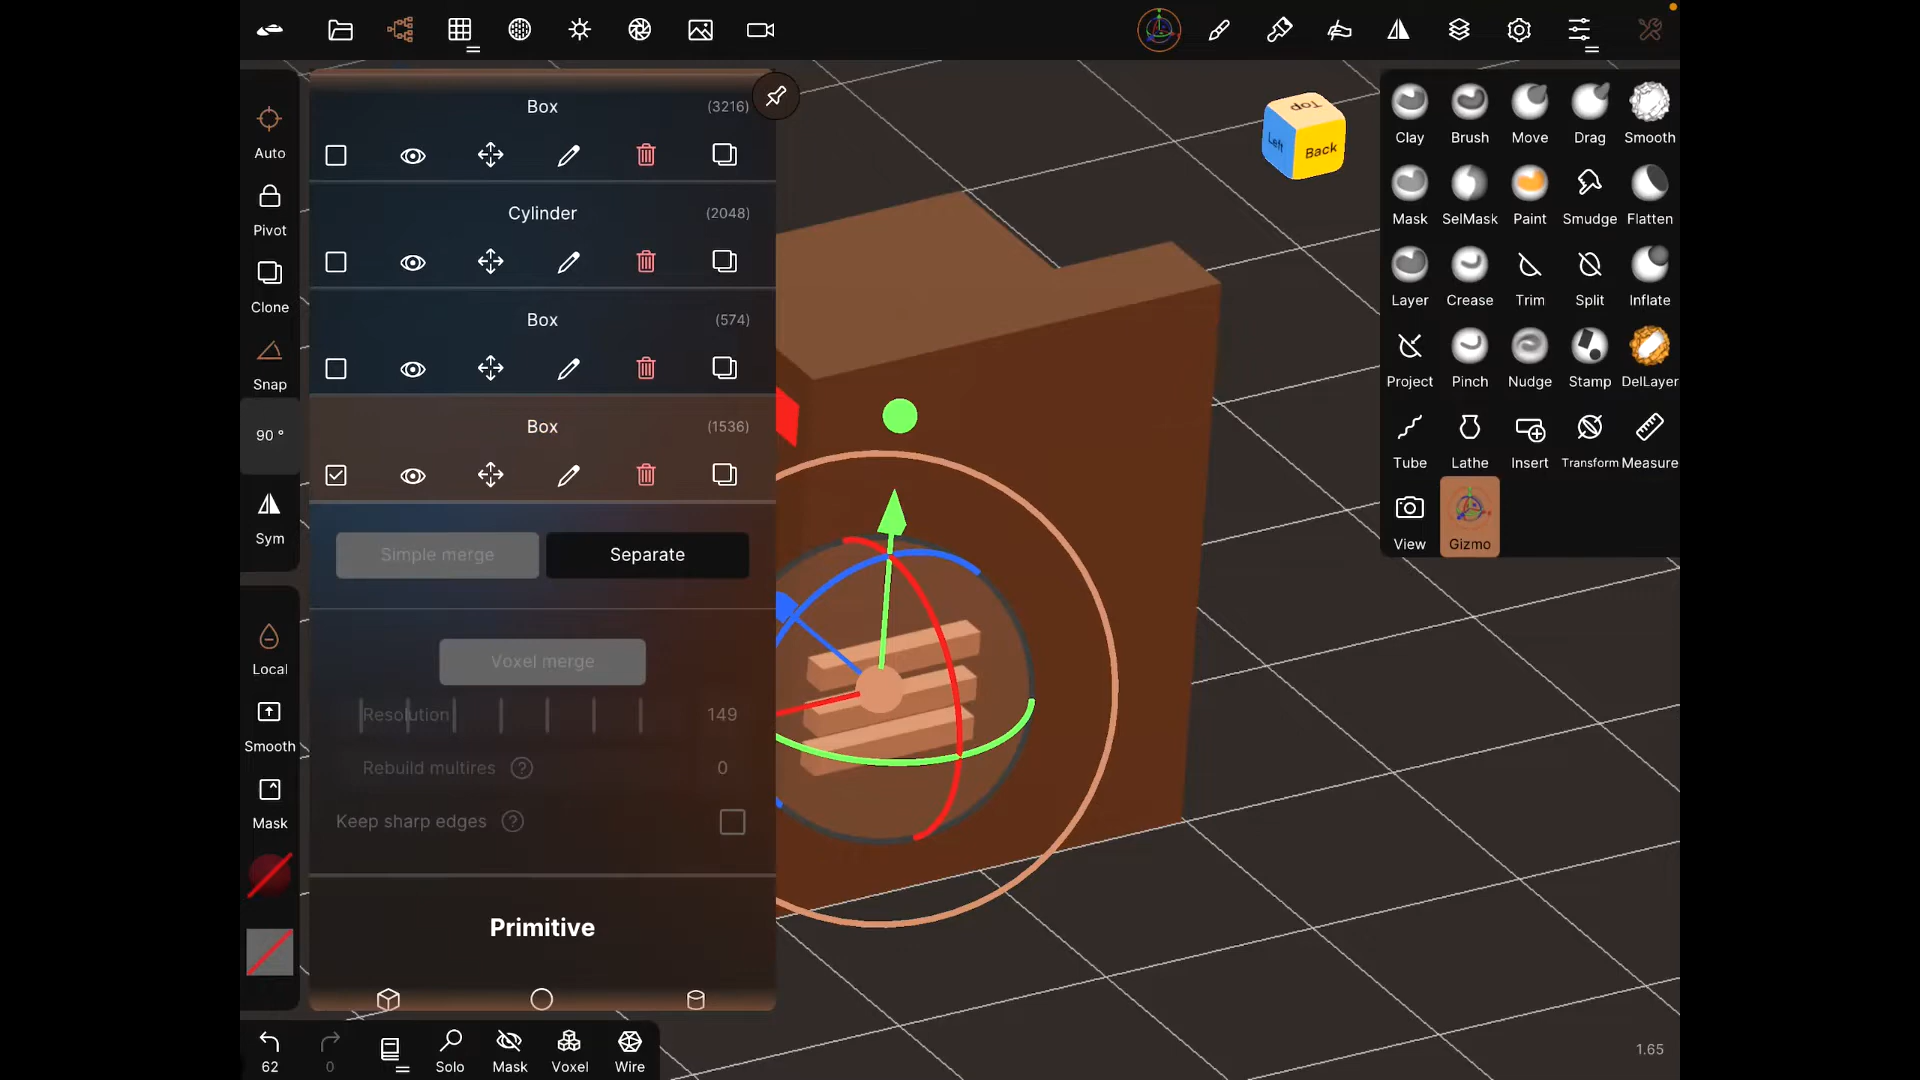 Box (3216)
Cylinder (2048)
Box (574)
Box (1536)
Simple merge Separate
Voxel merge
Resolution 149
Rebuild multires ? 0
Keep sharp edges ?
Primitive
Auto
Pivot
Clone
Snap
90 °
Sym
Local
Smooth
Mask
62 0 Solo Mask Voxel Wire
Top
Left Back
Clay Brush Move Drag Smooth
Mask SelMask Paint Smudge Flatten
Layer Crease Trim Split Inflate
Project Pinch Nudge Stamp DelLayer
Tube Lathe Insert Transform Measure
View Gizmo
1.65